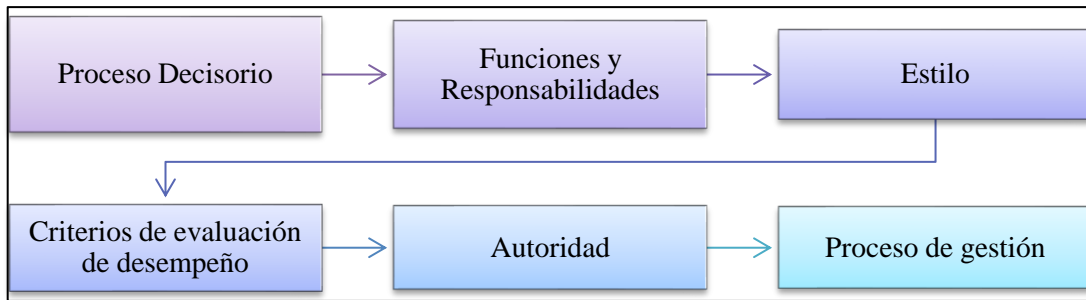 Proceso Decisorio
Funciones y
Responsabilidades
Estilo
Criterios de evaluación
de desempeño
Autoridad
Proceso de gestión